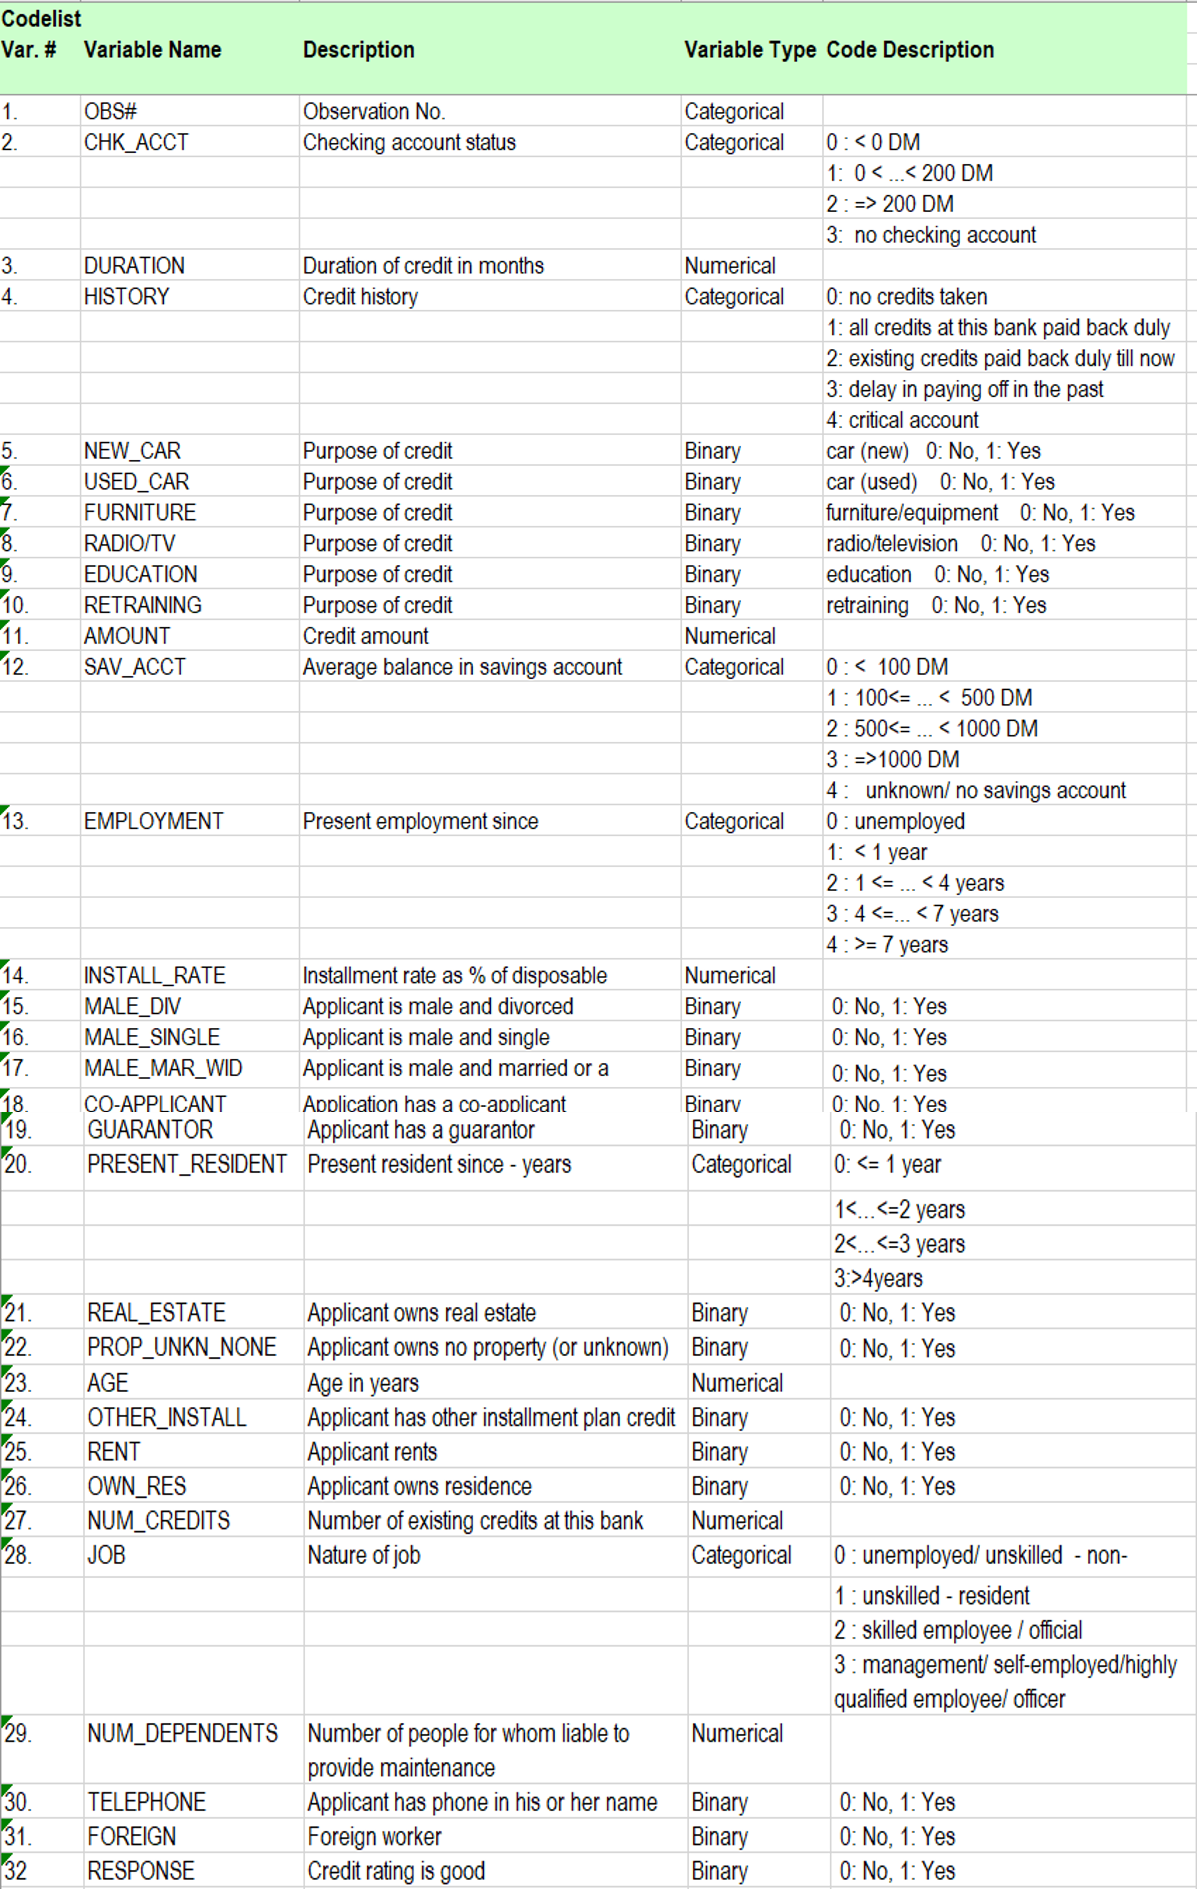 Codelist
Var. # Variable Name Description Variable Type Code Description
1. OBS# Observation No. Categorical
2. CHK_ACCT Checking account status Categorical 0 : < 0 DM
1: 0 < ...< 200 DM
2 : => 200 DM
3: no checking account
3. DURATION Duration of credit in months Numerical
4. HISTORY Credit history Categorical 0: no credits taken
1: all credits at this bank paid back duly
2: existing credits paid back duly till now
3: delay in paying off in the past
4: critical account
5. NEW_CAR Purpose of credit Binary car (new) 0: No, 1: Yes
6. USED_CAR Purpose of credit Binary car (used) 0: No, 1: Yes
7. FURNITURE Purpose of credit Binary furniture/equipment 0: No, 1: Yes
8. RADIO/TV Purpose of credit Binary radio/television 0: No, 1: Yes
9. EDUCATION Purpose of credit Binary education 0: No, 1: Yes
10. RETRAINING Purpose of credit Binary retraining 0: No, 1: Yes
11. AMOUNT Credit amount Numerical
12. SAV_ACCT Average balance in savings account Categorical 0 : < 100 DM
1 : 100<= ... < 500 DM
2 : 500<= ... < 1000 DM
3 : =>1000 DM
4 : unknown/ no savings account
13. EMPLOYMENT Present employment since Categorical 0 : unemployed
1: < 1 year
2 : 1 <= ... < 4 years
3 : 4 <=... < 7 years
4 : >= 7 years
14. INSTALL_RATE Installment rate as % of disposable Numerical
15. MALE_DIV Applicant is male and divorced Binary 0: No, 1: Yes
16. MALE_SINGLE Applicant is male and single Binary 0: No, 1: Yes
17. MALE_MAR_WID Applicant is male and married or a Binary 0: No, 1: Yes
18. CO-APPLICANT Application has a co-applicant Binary 0: No, 1: Yes
19. GUARANTOR Applicant has a guarantor Binary 0: No, 1: Yes
20. PRESENT_RESIDENT Present resident since - years Categorical 0: <= 1 year
1<...<=2 years
2<...<=3 years
3:>4years
21. REAL_ESTATE Applicant owns real estate Binary 0: No, 1: Yes
22. PROP_UNKN_NONE Applicant owns no property (or unknown) Binary 0: No, 1: Yes
23. AGE Age in years Numerical
24. OTHER_INSTALL Applicant has other installment plan credit Binary 0: No, 1: Yes
25. RENT Applicant rents Binary 0: No, 1: Yes
26. OWN_RES Applicant owns residence Binary 0: No, 1: Yes
27. NUM_CREDITS Number of existing credits at this bank Numerical
28. JOB Nature of job Categorical 0 : unemployed/ unskilled - non-
1 : unskilled - resident
2 : skilled employee / official
3 : management/ self-employed/highly
qualified employee/ officer
29. NUM_DEPENDENTS Number of people for whom liable to Numerical
provide maintenance
30. TELEPHONE Applicant has phone in his or her name Binary 0: No, 1: Yes
31. FOREIGN Foreign worker Binary 0: No, 1: Yes
32 RESPONSE Credit rating is good Binary 0: No, 1: Yes